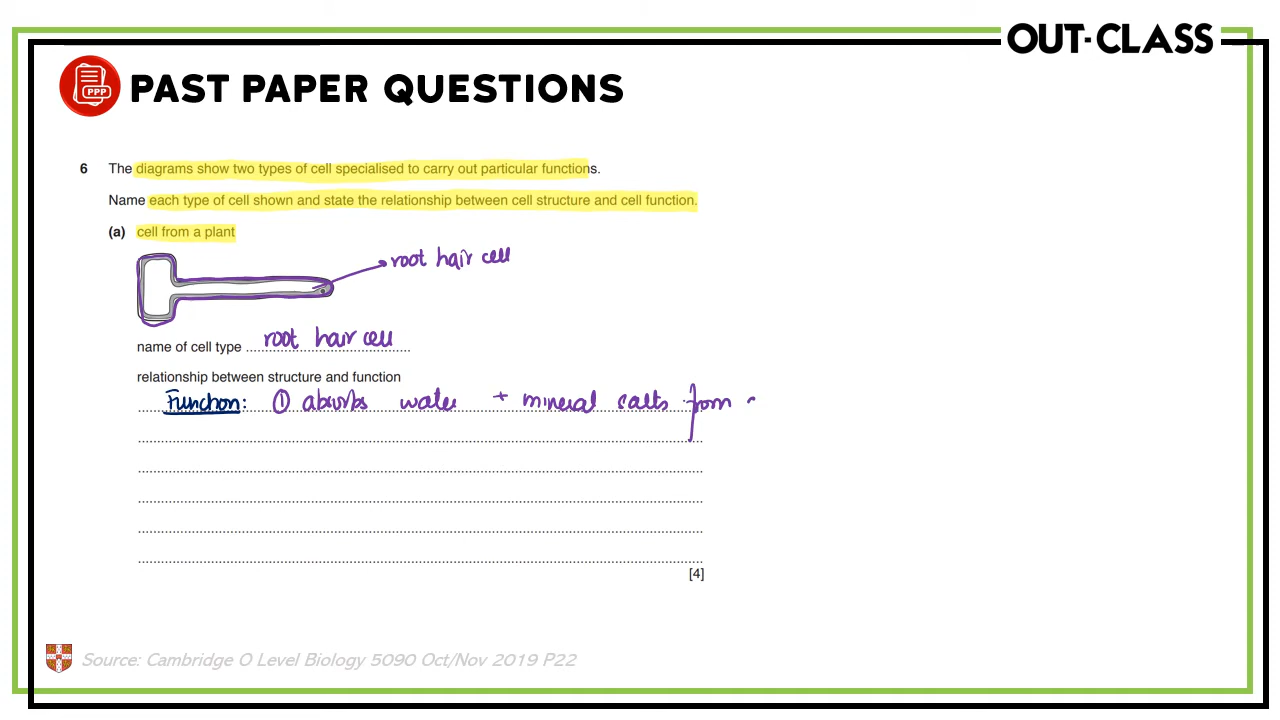 OUT-CLASS
PPP
PAST PAPER QUESTIONS
6 The diagrams show two types of cell specialised to carry out particular functions.
Name each type of cell shown and state the relationship between cell structure and cell function.
(a) cell from a plant
root hair cell
name of cell type root hair cell
relationship between structure and function
Function: ① absorbs water + mineral salts from
[4]
Source: Cambridge O Level Biology 5090 Oct/Nov 2019 P22